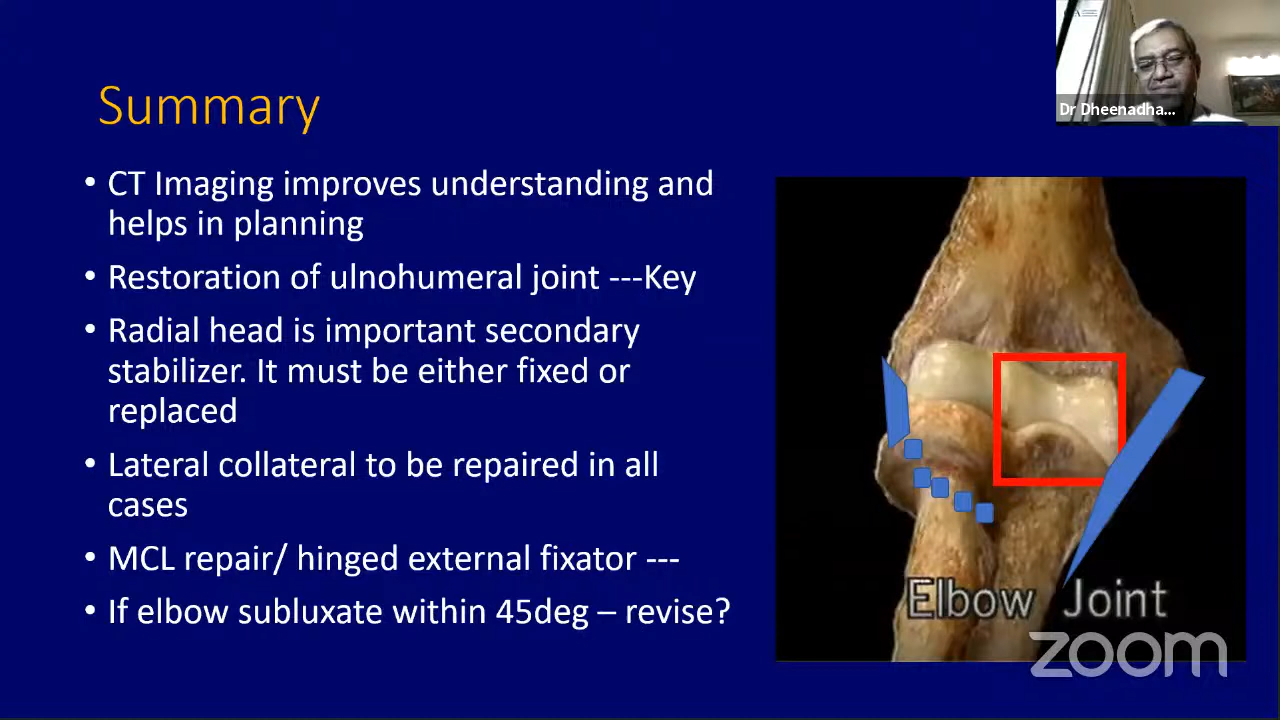 Dr Dheenadha...
Summary
• CT Imaging improves understanding and
helps in planning
• Restoration of ulnohumeral joint ---Key
• Radial head is important secondary
stabilizer. It must be either fixed or
replaced
• Lateral collateral to be repaired in all
cases
• MCL repair/ hinged external fixator ---
• If elbow subluxate within 45deg – revise?
Elbow Joint
zoom